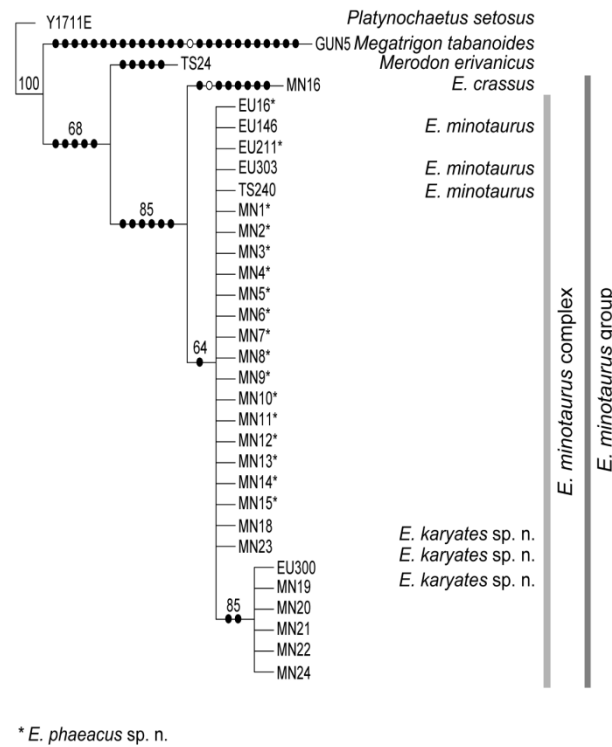 Y1711E Platynochaetus setosus
GUN5 Megatrigon tabanoides
TS24 Merodon erivanicus
100
MN16 E. crassus
EU16*
68
EU146 E. minotaurus
EU211*
EU303 E. minotaurus
TS240 E. minotaurus
85
MN1*
MN2*
MN3*
MN4*
MN5*
MN6*
MN7*
64
MN8*
MN9*
MN10*
MN11*
MN12*
MN13*
MN14*
MN15*
MN18 E. karyates sp. n.
MN23 E. karyates sp. n.
EU300
MN19 E. karyates sp. n.
85
MN20
MN21
MN22
MN24
E. minotaurus complex
E. minotaurus group
* E. phaeacus sp. n.